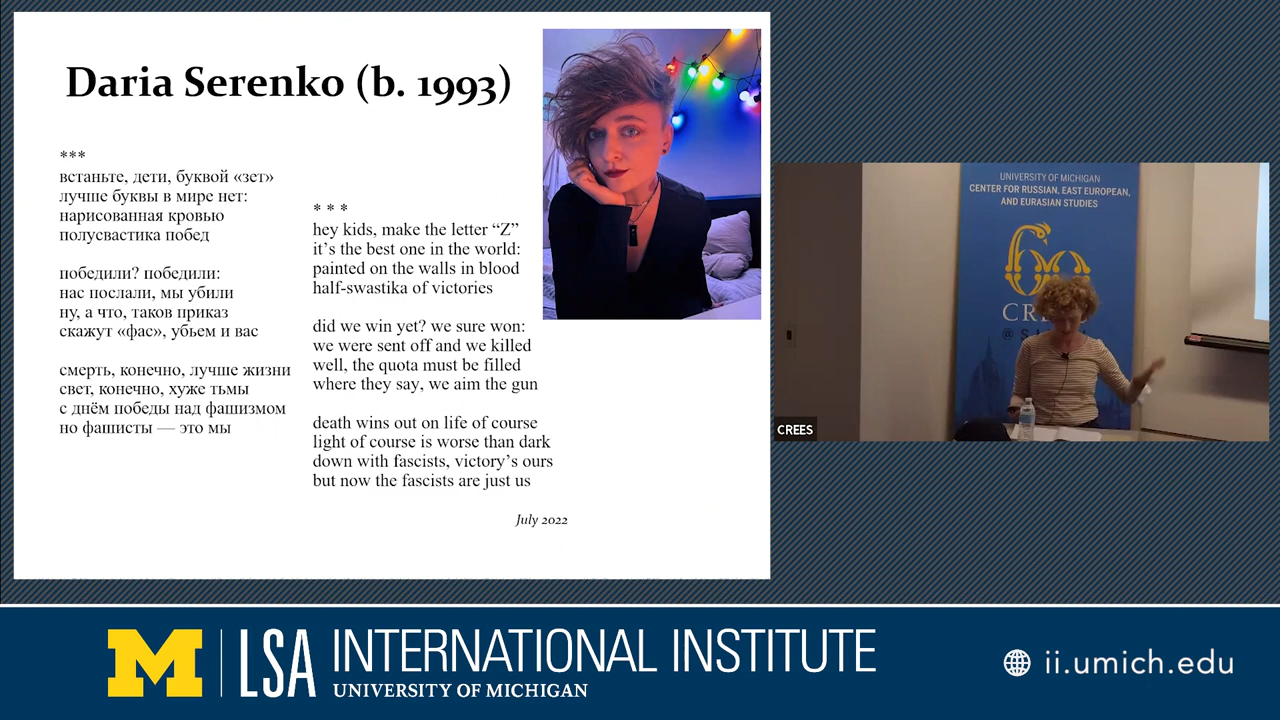 Daria Serenko (b. 1993)
***
встаньте, дети, буквой «зет»
лучше буквы в мире нет:
нарисованная кровью
полусвастика побед
победили? победили:
нас послали, мы убили
ну, а что, таков приказ
скажут «фас», убьем и вас
смерть, конечно, лучше жизни
свет, конечно, хуже тьмы
с днём победы над фашизмом
но фашисты — это мы
* * *
hey kids, make the letter “Z”
it’s the best one in the world:
painted on the walls in blood
half-swastika of victories
did we win yet? we sure won:
we were sent off and we killed
well, the quota must be filled
where they say, we aim the gun
death wins out on life of course
light of course is worse than dark
down with fascists, victory’s ours
but now the fascists are just us
July 2022
UNIVERSITY OF MICHIGAN
CENTER FOR RUSSIAN, EAST EUROPEAN,
AND EURASIAN STUDIES
60
CREES
M LSA INTERNATIONAL INSTITUTE
UNIVERSITY OF MICHIGAN
ii.umich.edu